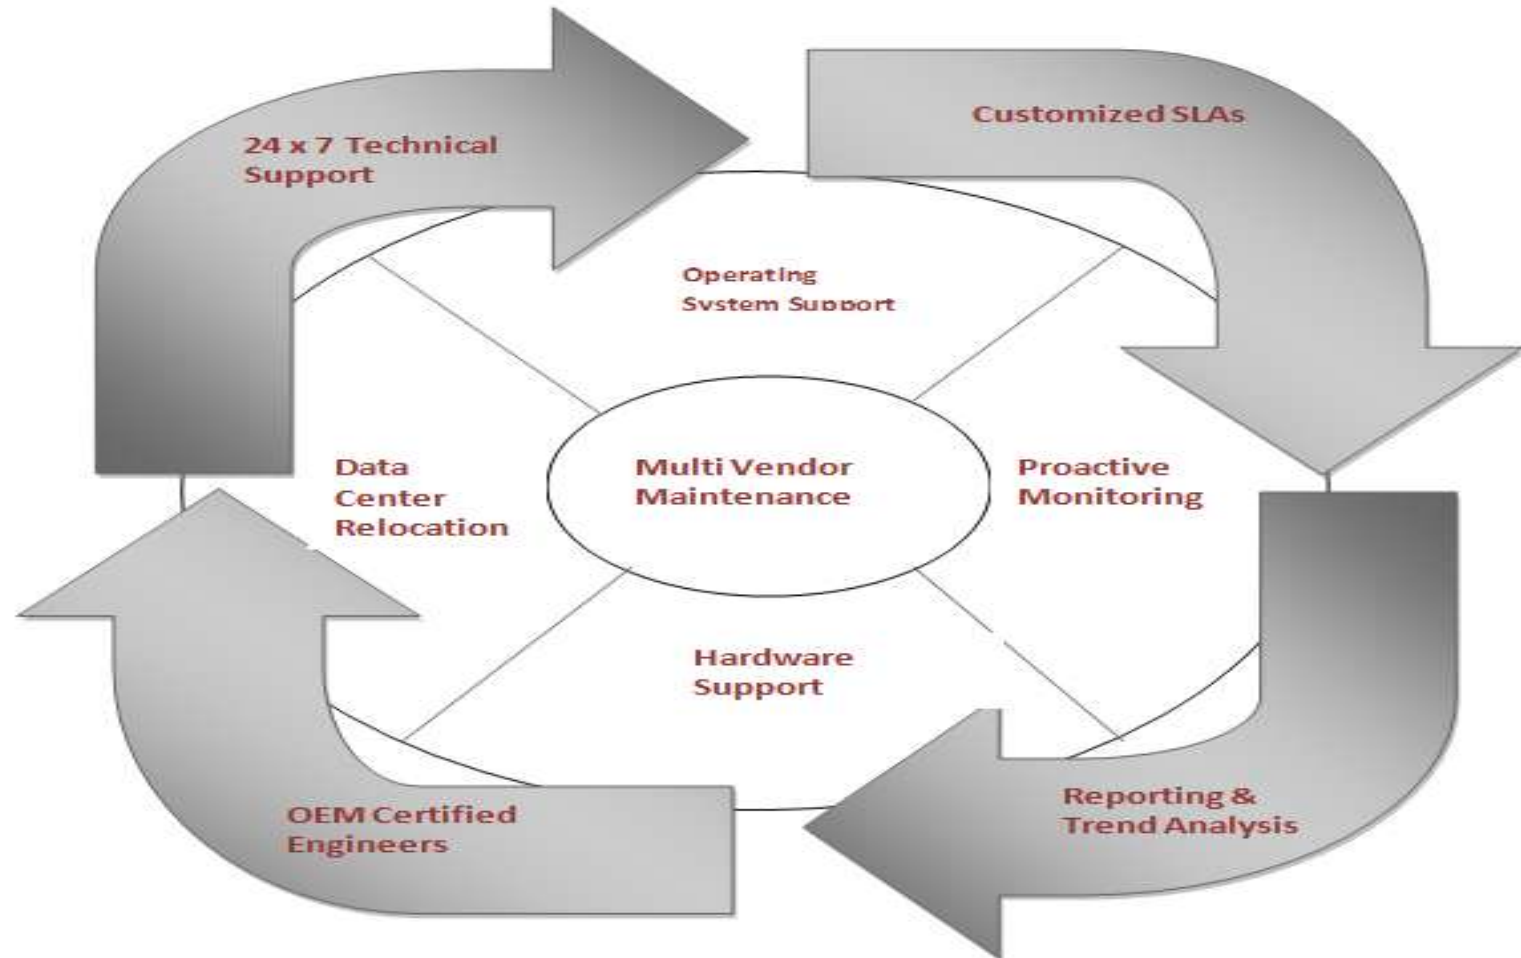 24 x 7 Technical
Support
Customized SLAs
Operating
System Support
Data
Center
Relocation
Multi Vendor
Maintenance
Proactive
Monitoring
Hardware
Support
OEM Certified
Engineers
Reporting &
Trend Analysis